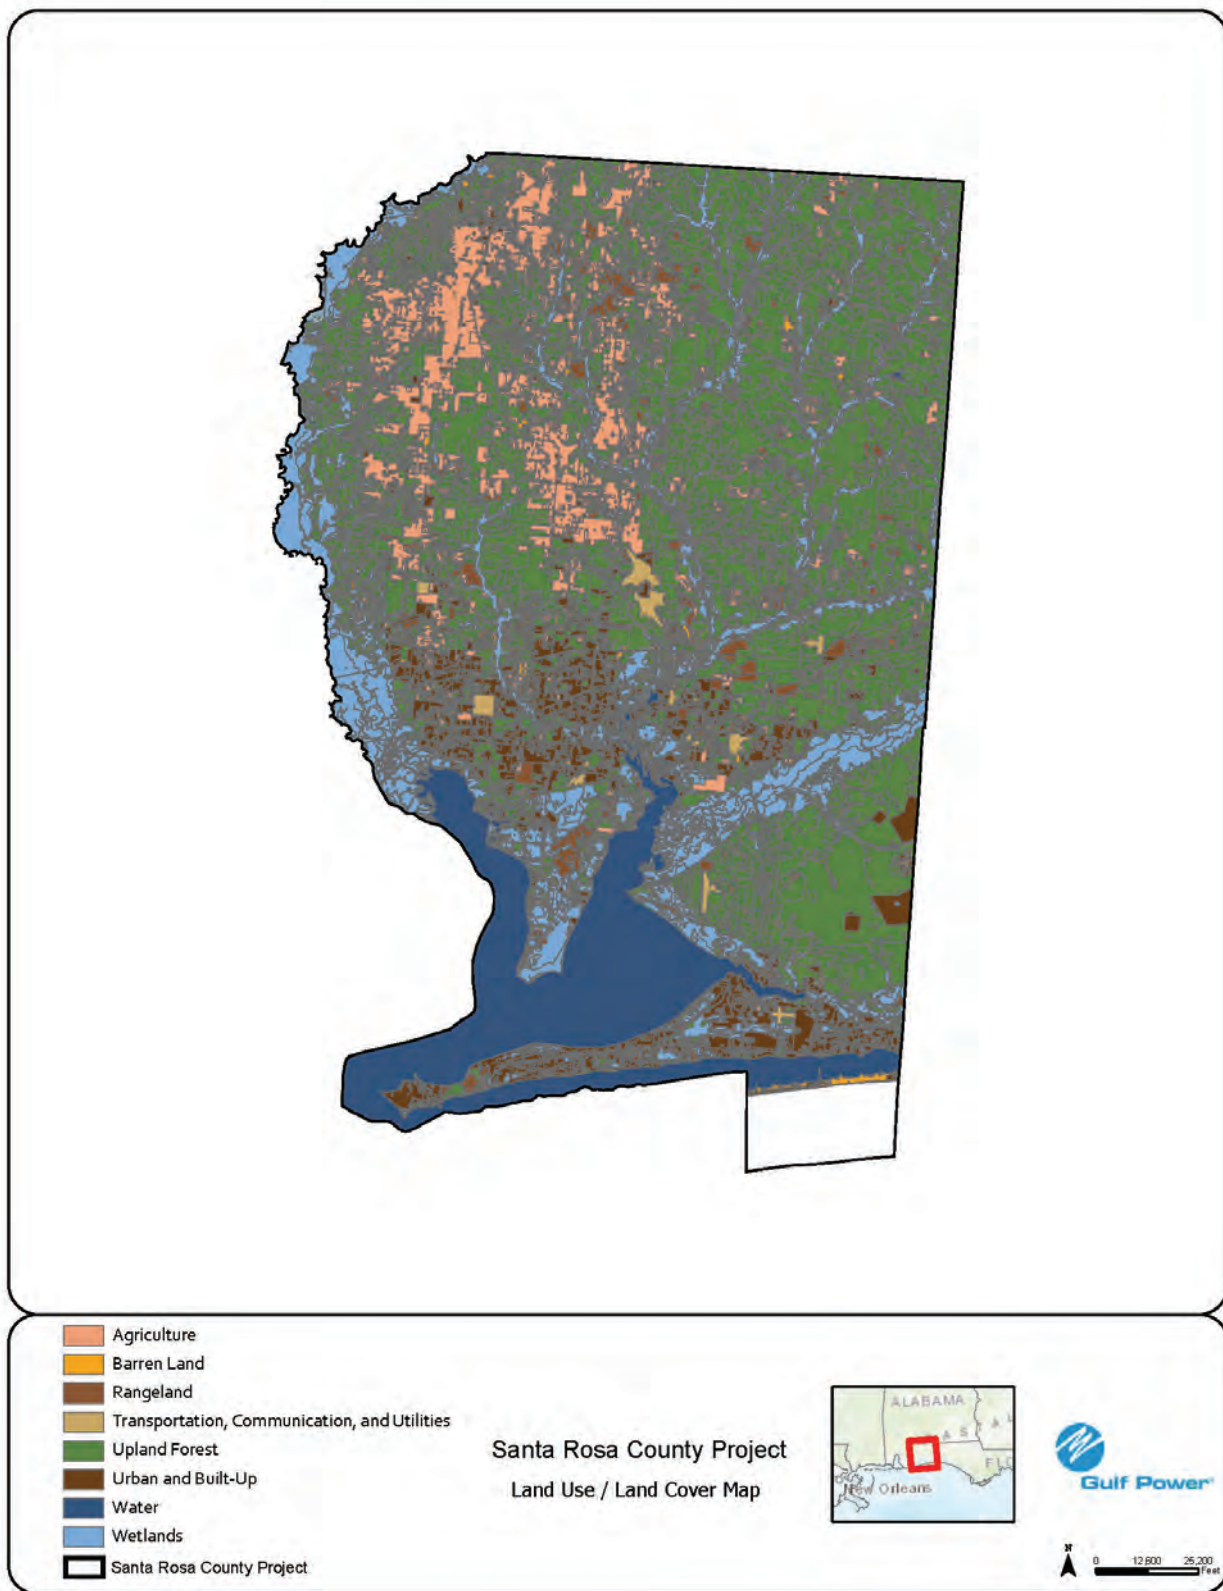 Agriculture
Barren Land
Rangeland
Transportation, Communication, and Utilities
Upland Forest
Urban and Built-Up
Water
Wetlands
Santa Rosa County Project
Santa Rosa County Project
Land Use / Land Cover Map
ALABAMA
FLO
New Orleans
Gulf Power
N
0 12,600 25,200
Feet